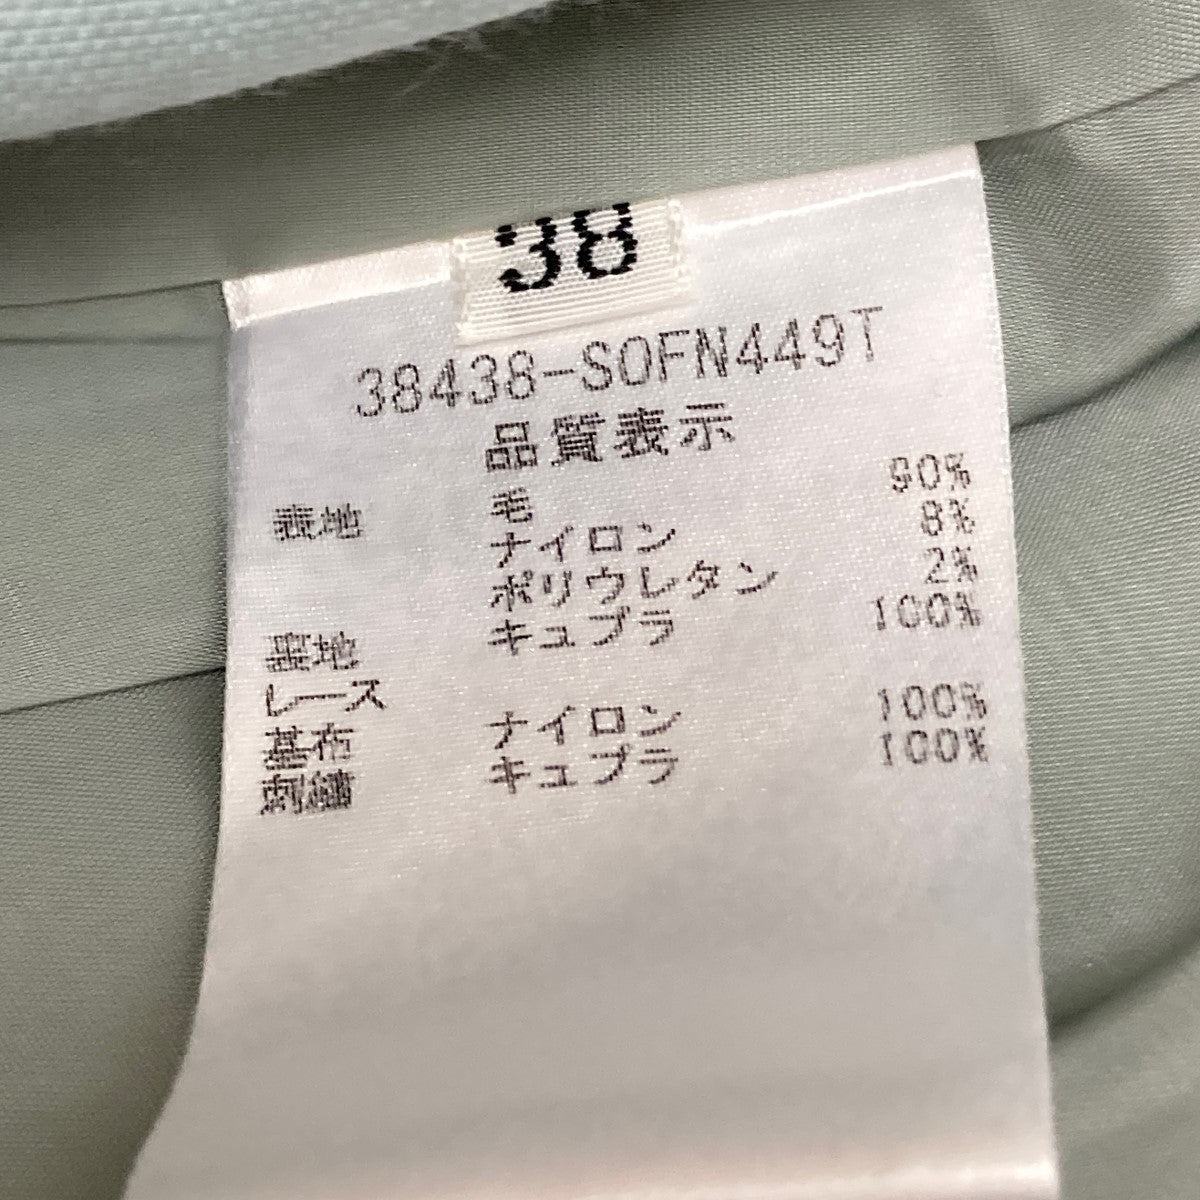 38
38438-SOFN449T
品質表示
表地 毛 90%
ナイロン 8%
ポリウレタン 2%
裏地 キュプラ 100%
レース
基布 ナイロン 100%
刺繍 キュプラ 100%